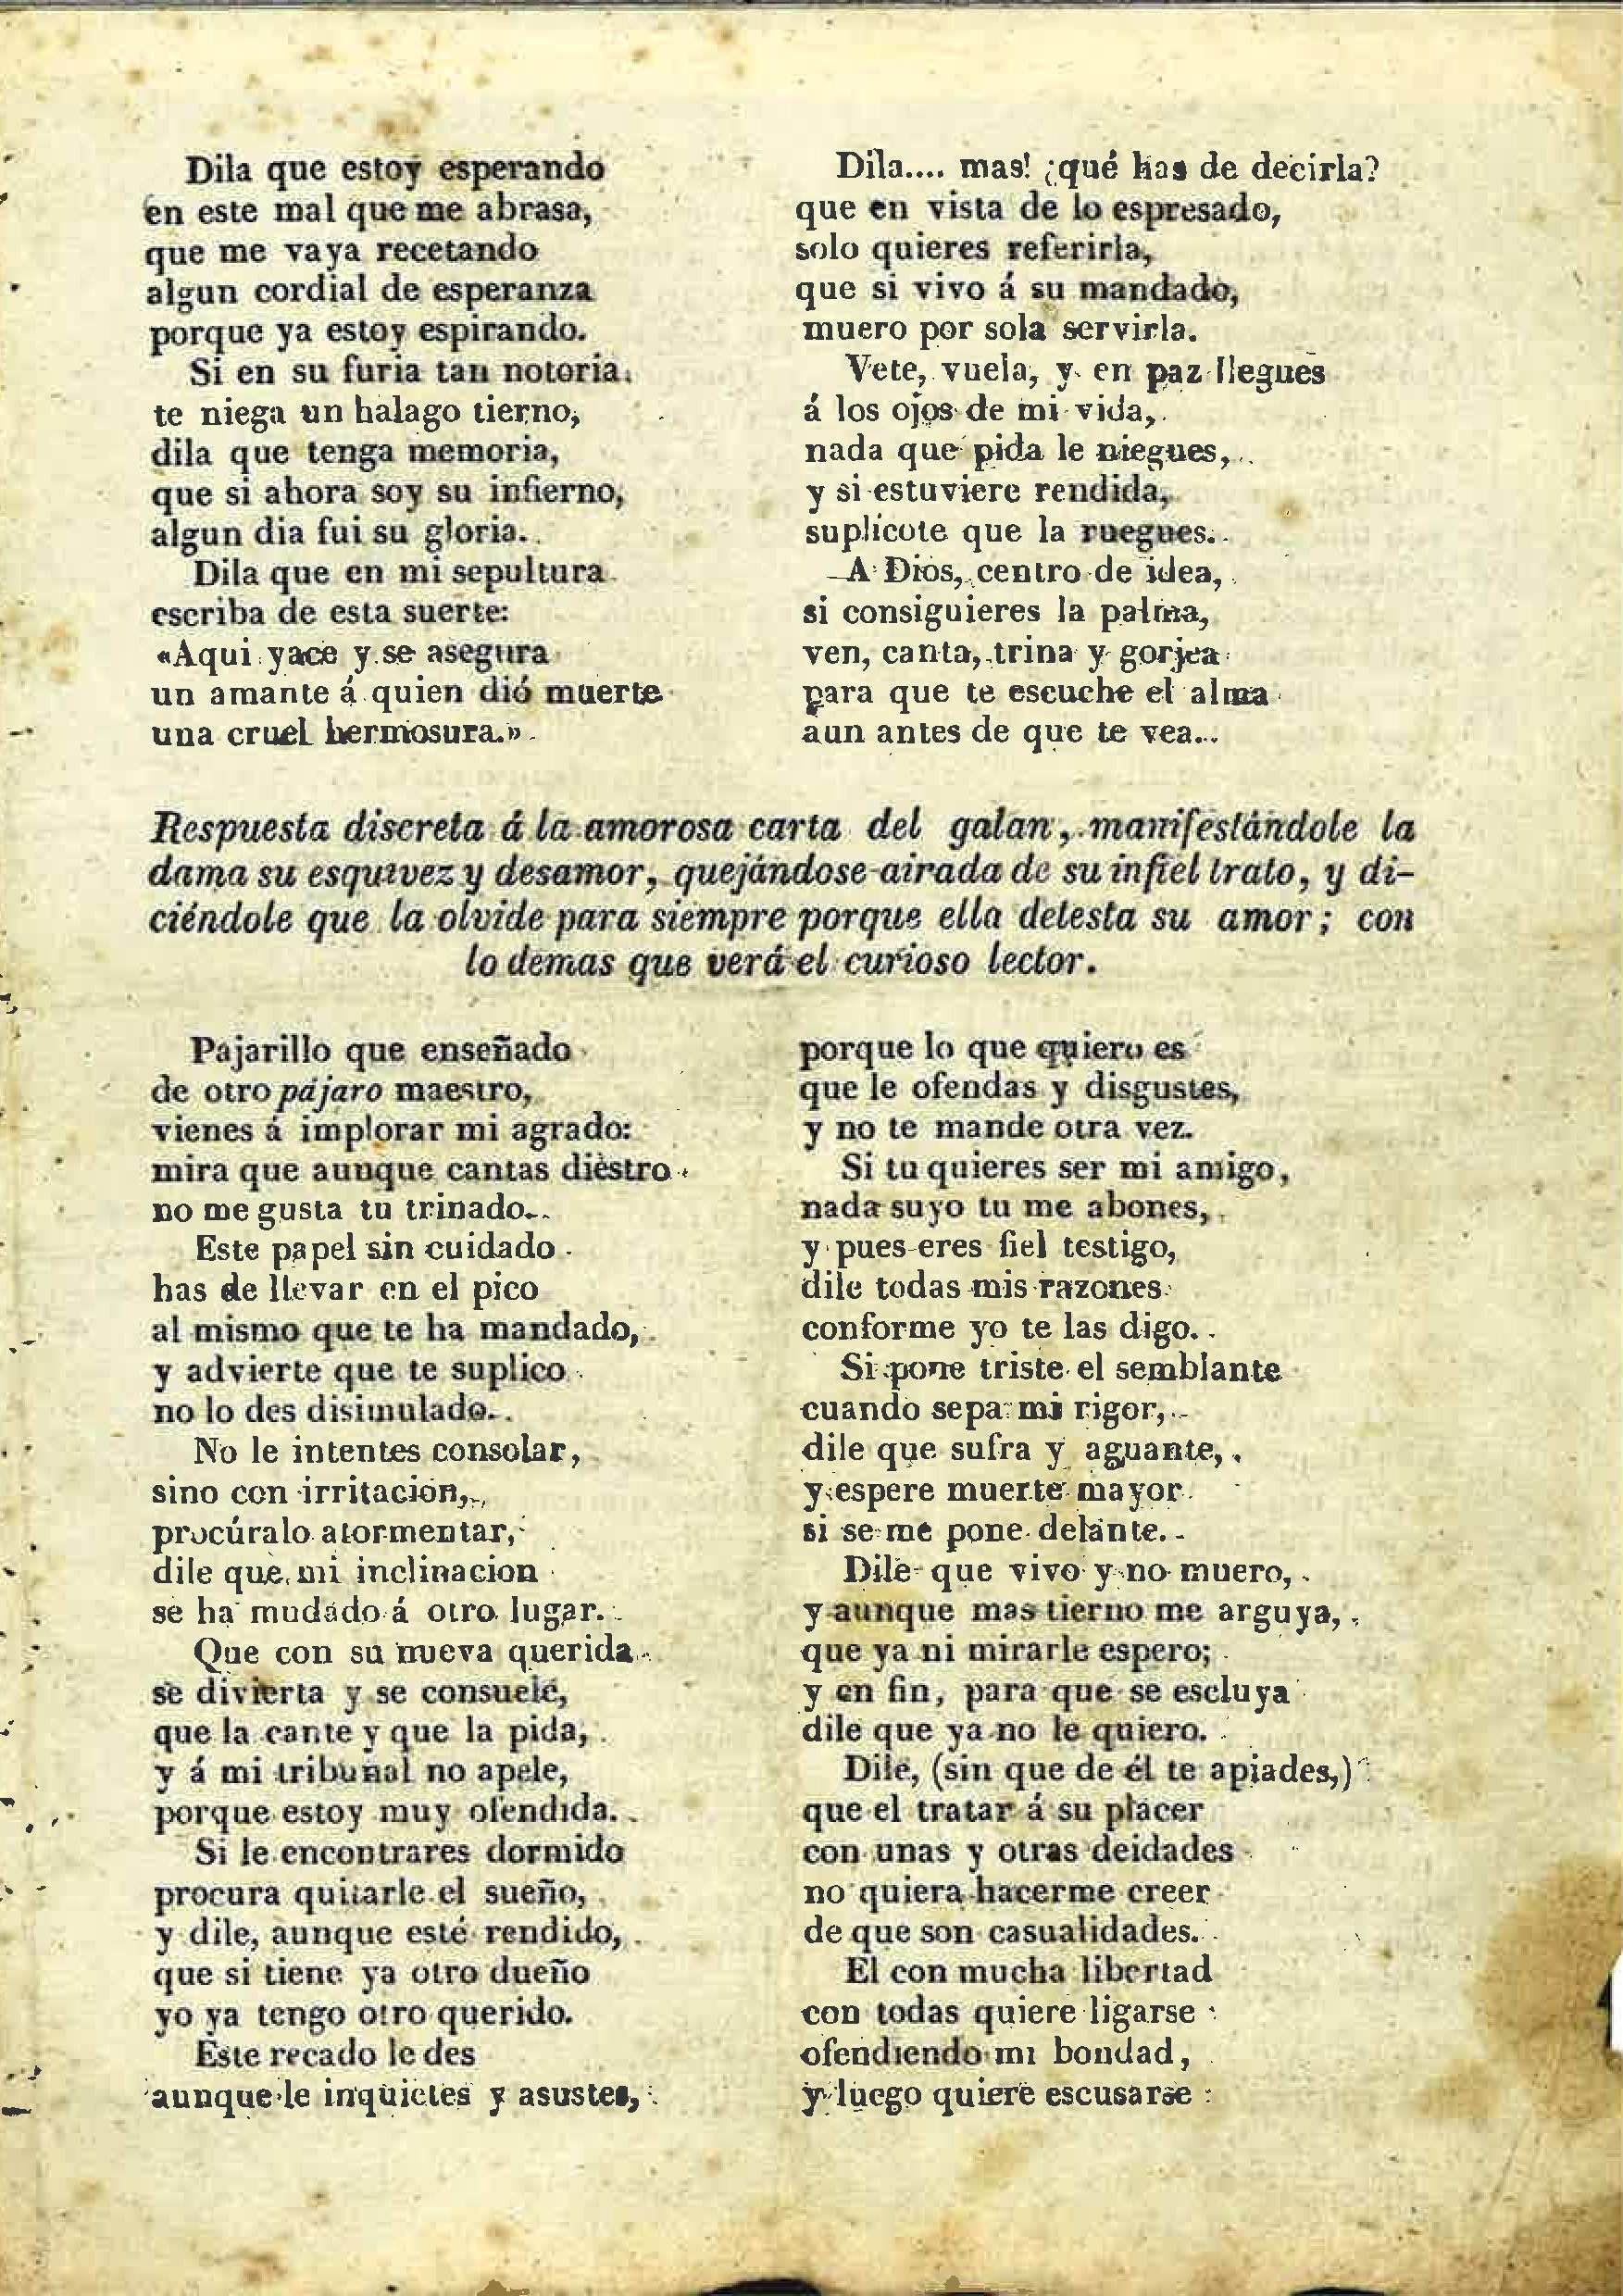 Dila que estoy esperando
en este mal que me abrasa,
que me vaya recetando
algun cordial de esperanza
porque ya estoy espirando.
Si en su furia tan notoria
te niega un halago tierno,
dila que tenga memoria,
que si ahora soy su infierno,
algun dia fui su gloria.
Dila que en mi sepultura
escriba de esta suerte:
«Aqui yace y se asegura
un amante á quien dió muerte
una cruel hermosura.»
Dila.... mas! ¿qué has de decirla?
que en vista de lo espresado,
solo quieres referirla,
que si vivo á su mandado,
muero por sola servirla.
Vete, vuela, y en paz llegues
á los ojos de mi vida,
nada que pida le niegues,
y si estuviere rendida,
suplícote que la ruegues.
A Dios, centro de idea,
si consiguieres la palma,
ven, canta, trina y gorjea
para que te escuche el alma
aun antes de que te vea..
Respuesta discreta á la amorosa carta del galan, manifestándole la
dama su esquivez y desamor, quejándose airada de su infiel trato, y di-
ciéndole que la olvide para siempre porque ella detesta su amor; con
lo demas que verá el curioso lector.
Pajarillo que enseñado
de otro pájaro maestro,
vienes á implorar mi agrado:
mira que aunque cantas diestro
no me gusta tu trinado.
Este papel sin cuidado
has de llevar en el pico
al mismo que te ha mandado,
y advierte que te suplico
no lo des disimulado.
No le intentes consolar,
sino con irritacion,
procúralo atormentar,
dile que mi inclinacion
se ha mudado á otro lugar.
Que con su nueva querida
se divierta y se consuele,
que la cante y que la pida,
y á mi tribunal no apele,
porque estoy muy ofendida.
Si le encontrares dormido
procura quitarle el sueño,
y dile, aunque esté rendido,
que si tiene ya otro dueño
yo ya tengo otro querido.
Este recado le des
aunque le inquietes y asustes,
porque lo que quiero es
que le ofendas y disgustes,
y no te mande otra vez.
Si tu quieres ser mi amigo,
nada suyo tu me abones,
y pues eres fiel testigo,
dile todas mis razones
conforme yo te las digo.
Si pone triste el semblante
cuando sepa mi rigor,
dile que sufra y aguante,
y espere muerte mayor
si se me pone delante.
Dile que vivo y no muero,
y aunque mas tierno me arguya,
que ya ni mirarle espero;
y en fin, para que se escluya
dile que ya no le quiero.
Dile, (sin que de él te apiades,)
que el tratar á su placer
con unas y otras deidades
no quiera hacerme creer
de que son casualidades.
El con mucha libertad
con todas quiere ligarse
ofendiendo mi bondad,
y luego quiere escusarse